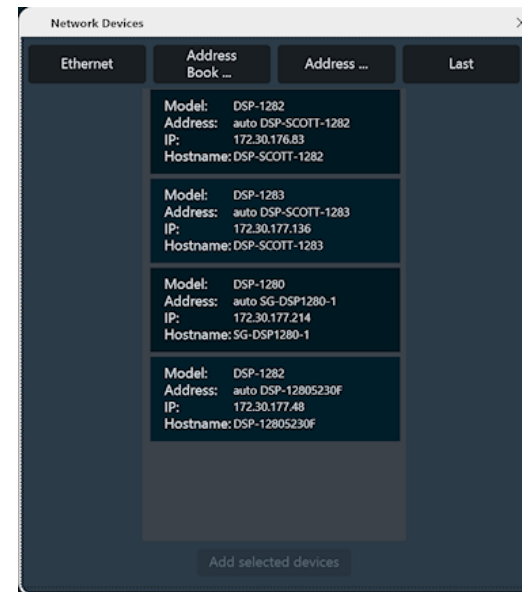 Network Devices
Ethernet
Address
Book ...
Address ...
Last
Model: DSP-1282
Address: auto DSP-SCOTT-1282
IP: 172.30.176.83
Hostname: DSP-SCOTT-1282
Model: DSP-1283
Address: auto DSP-SCOTT-1283
IP: 172.30.177.136
Hostname: DSP-SCOTT-1283
Model: DSP-1280
Address: auto SG-DSP1280-1
IP: 172.30.177.214
Hostname: SG-DSP1280-1
Model: DSP-1282
Address: auto DSP-12805230F
IP: 172.30.177.48
Hostname: DSP-12805230F
Add selected devices